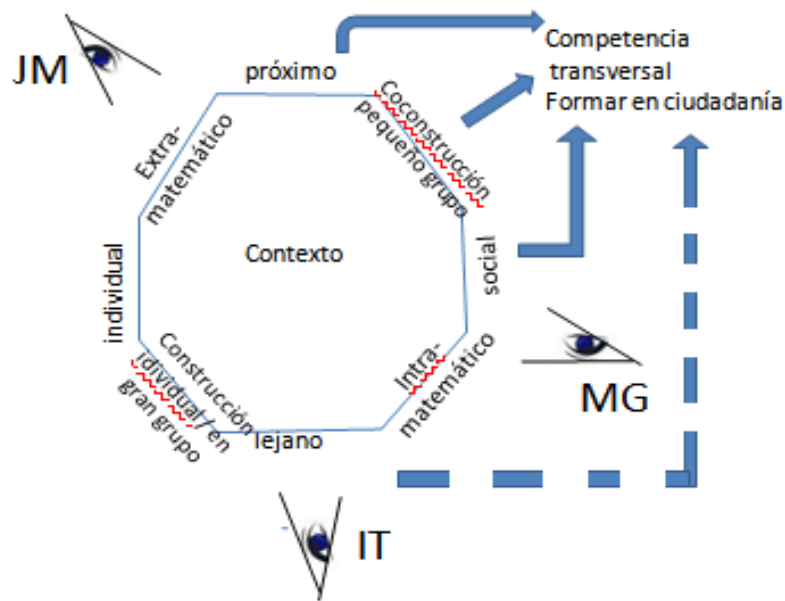 JM
próximo
Competencia
transversal
Formar en ciudadanía
Coconstrucción
pequeño grupo
Extra-
matemático
Contexto
individual
social
Intra-
matemático
MG
Construcción
idividual / en
gran grupo
lejano
IT